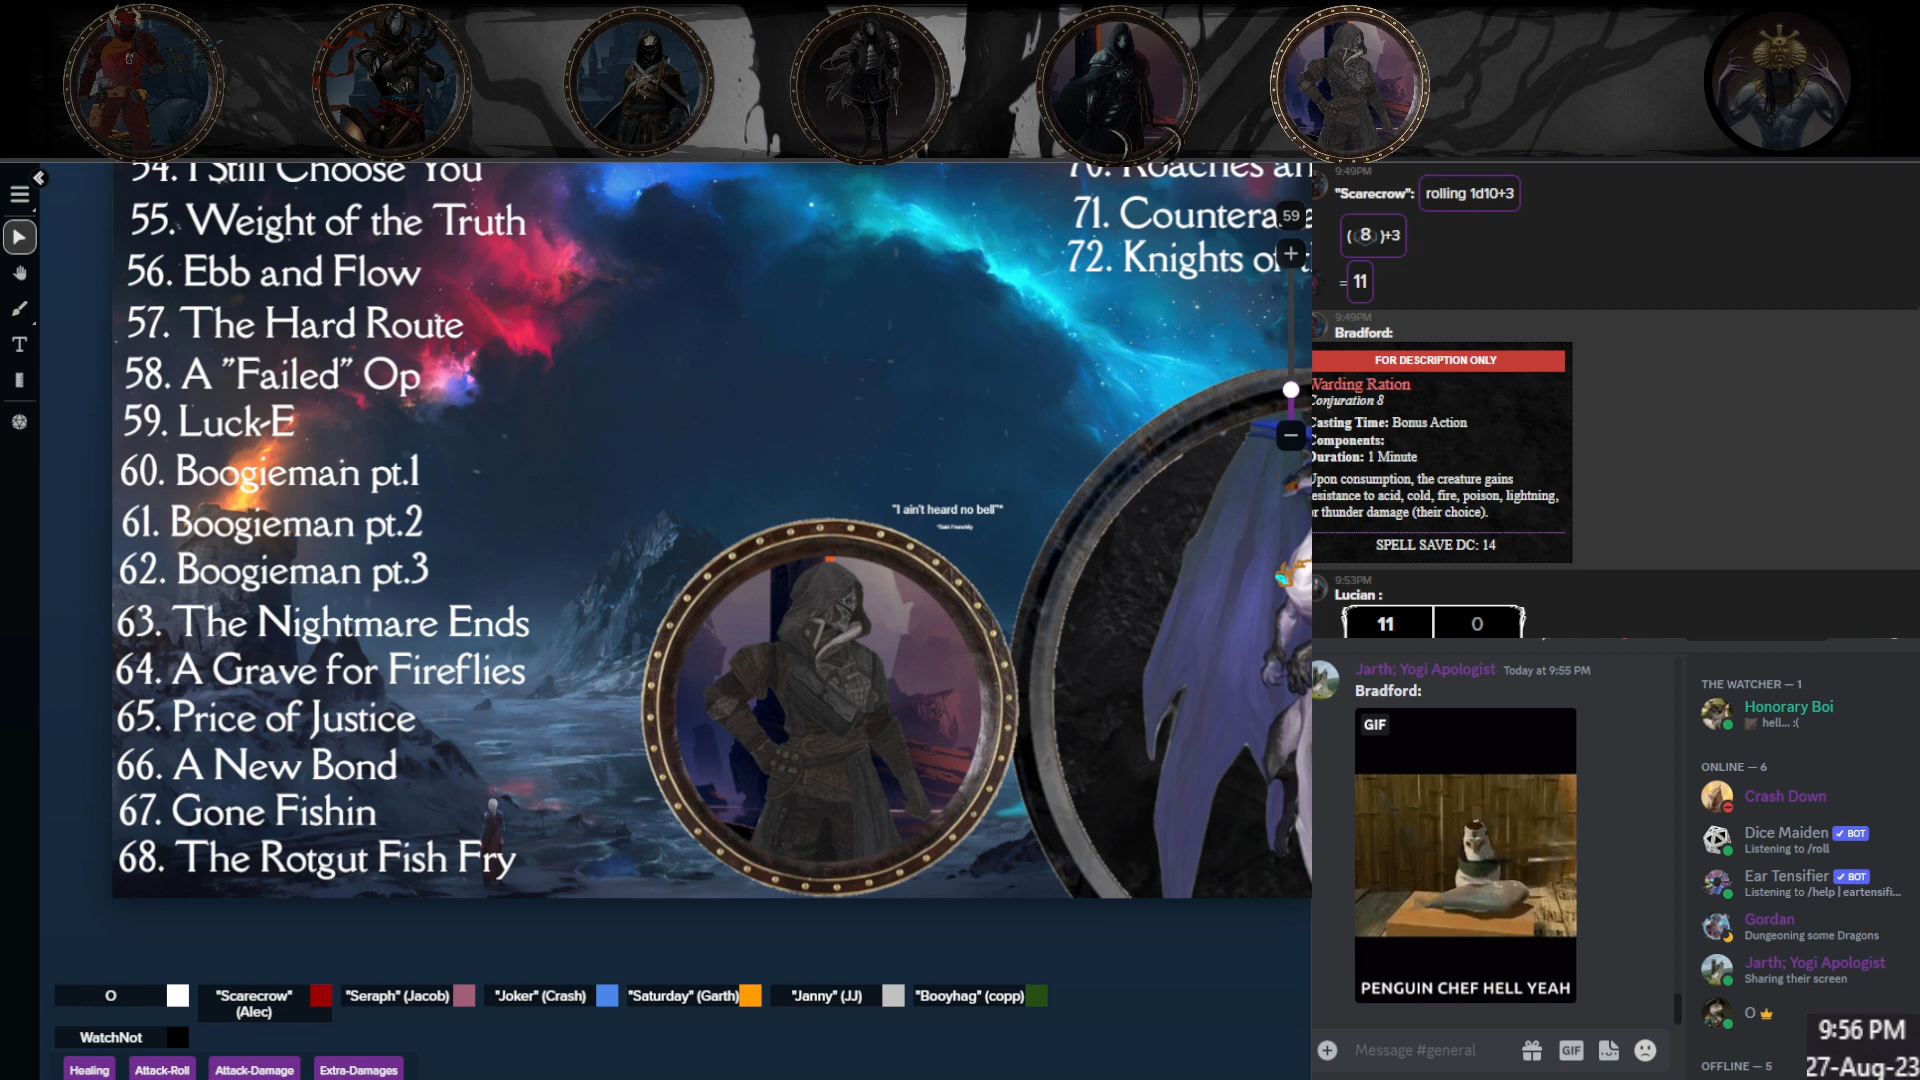 54. I Still Choose You
55. Weight of the Truth
56. Ebb and Flow
57. The Hard Route
58. A "Failed" Op
59. Luck-E
60. Boogieman pt.1
61. Boogieman pt.2
62. Boogieman pt.3
63. The Nightmare Ends
64. A Grave for Fireflies
65. Price of Justice
66. A New Bond
67. Gone Fishin
68. The Rotgut Fish Fry
70. Roaches an
71. Countera
72. Knights of
"I ain't heard no bell"*
59
9:49PM
"Scarecrow": rolling 1d10+3
(8)+3
=11
9:49PM
Bradford:
FOR DESCRIPTION ONLY
Warding Ration
Conjuration 8
Casting Time: Bonus Action
Components:
Duration: 1 Minute
Upon consumption, the creature gains
resistance to acid, cold, fire, poison, lightning,
or thunder damage (their choice).
SPELL SAVE DC: 14
9:53PM
Lucian :
11 0
Jarth; Yogi Apologist Today at 9:55 PM
Bradford:
GIF
PENGUIN CHEF HELL YEAH
Message #general
GIF
THE WATCHER — 1
Honorary Boi
hell... :(
ONLINE — 6
Crash Down
Dice Maiden ✓ BOT
Listening to /roll
Ear Tensifier ✓ BOT
Listening to /help | eartensifi...
Gordan
Dungeoning some Dragons
Jarth; Yogi Apologist
Sharing their screen
O
OFFLINE — 5
9:56 PM
27-Aug-23
O
"Scarecrow"
(Alec)
"Seraph" (Jacob)
"Joker" (Crash)
"Saturday" (Garth)
"Janny" (JJ)
"Booyhag" (copp)
WatchNot
Healing
Attack-Roll
Attack-Damage
Extra-Damages